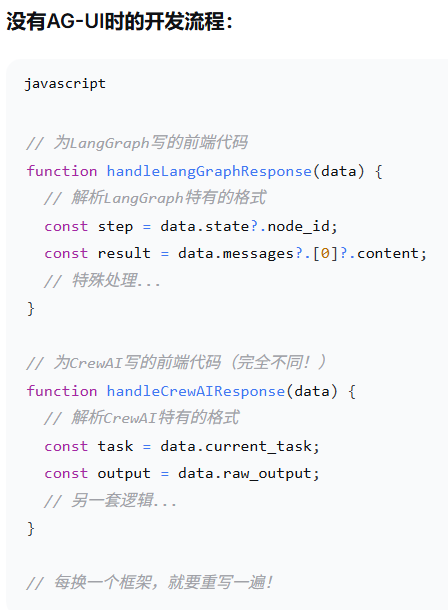 没有AG-UI时的开发流程：
javascript
// 为LangGraph写的前端代码
function handleLangGraphResponse(data) {
  // 解析LangGraph特有的格式
  const step = data.state?.node_id;
  const result = data.messages?.[0]?.content;
  // 特殊处理...
}
// 为CrewAI写的前端代码（完全不同！）
function handleCrewAIResponse(data) {
  // 解析CrewAI特有的格式
  const task = data.current_task;
  const output = data.raw_output;
  // 另一套逻辑...
}
// 每换一个框架，就要重写一遍！